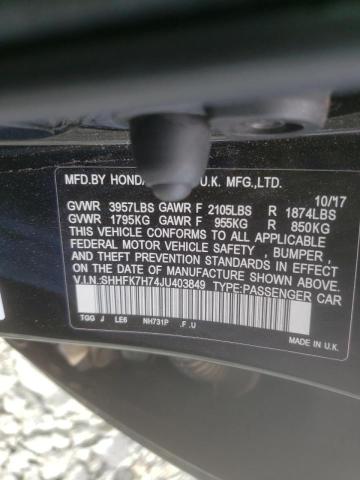 MFD.BY HONDA U.K. MFG.,LTD.
10/17
GVWR 3957LBS GAWR F 2105LBS R 1874LBS
GVWR 1795KG GAWR F 955KG R 850KG
THIS VEHICLE CONFORMS TO ALL APPLICABLE
FEDERAL MOTOR VEHICLE SAFETY , BUMPER ,
AND THEFT PREVENTION STANDARDS IN EFFECT
ON THE DATE OF MANUFACTURE SHOWN ABOVE.
V.I.N.:SHHFK7H74JU403849 TYPE:PASSENGER CAR
TGG J LE6 NH731P .F .U MADE IN U.K.